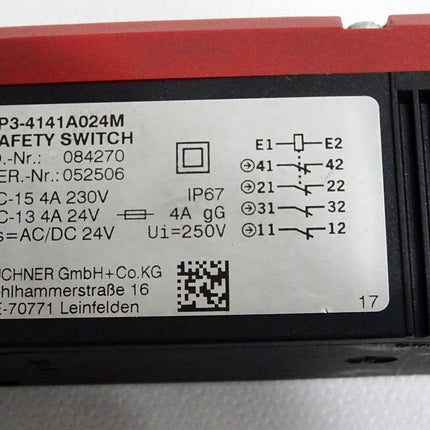 P3-4141A024M
AFETY SWITCH
D.-Nr.: 084270
ER.-Nr.: 052506
C-15 4A 230V IP67
C-13 4A 24V 4A gG
s=AC/DC 24V Ui=250V
E1 E2
41 42
21 22
31 32
11 12
CHNER GmbH+Co.KG
hlhammerstraße 16
E-70771 Leinfelden
17